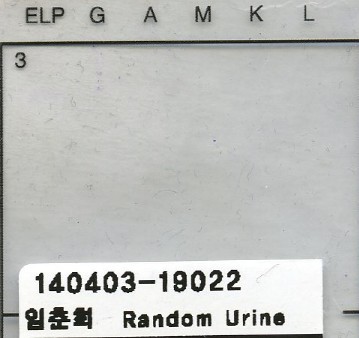 ELP G A M K L
3
140403-19022
임춘희 Random Urine